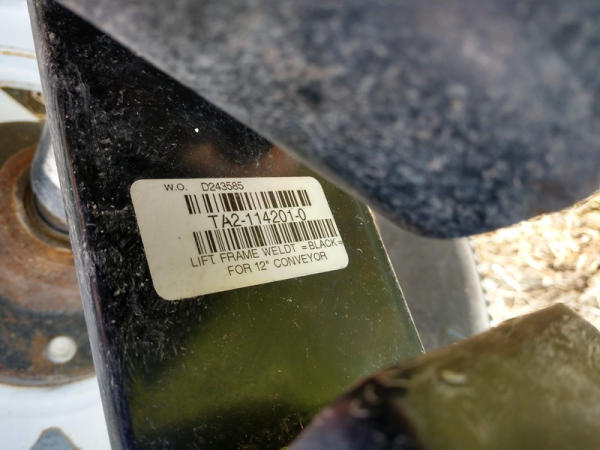 W.O. D243585
TA2-114201-0
LIFT FRAME WELDT =BLACK=
FOR 12" CONVEYOR